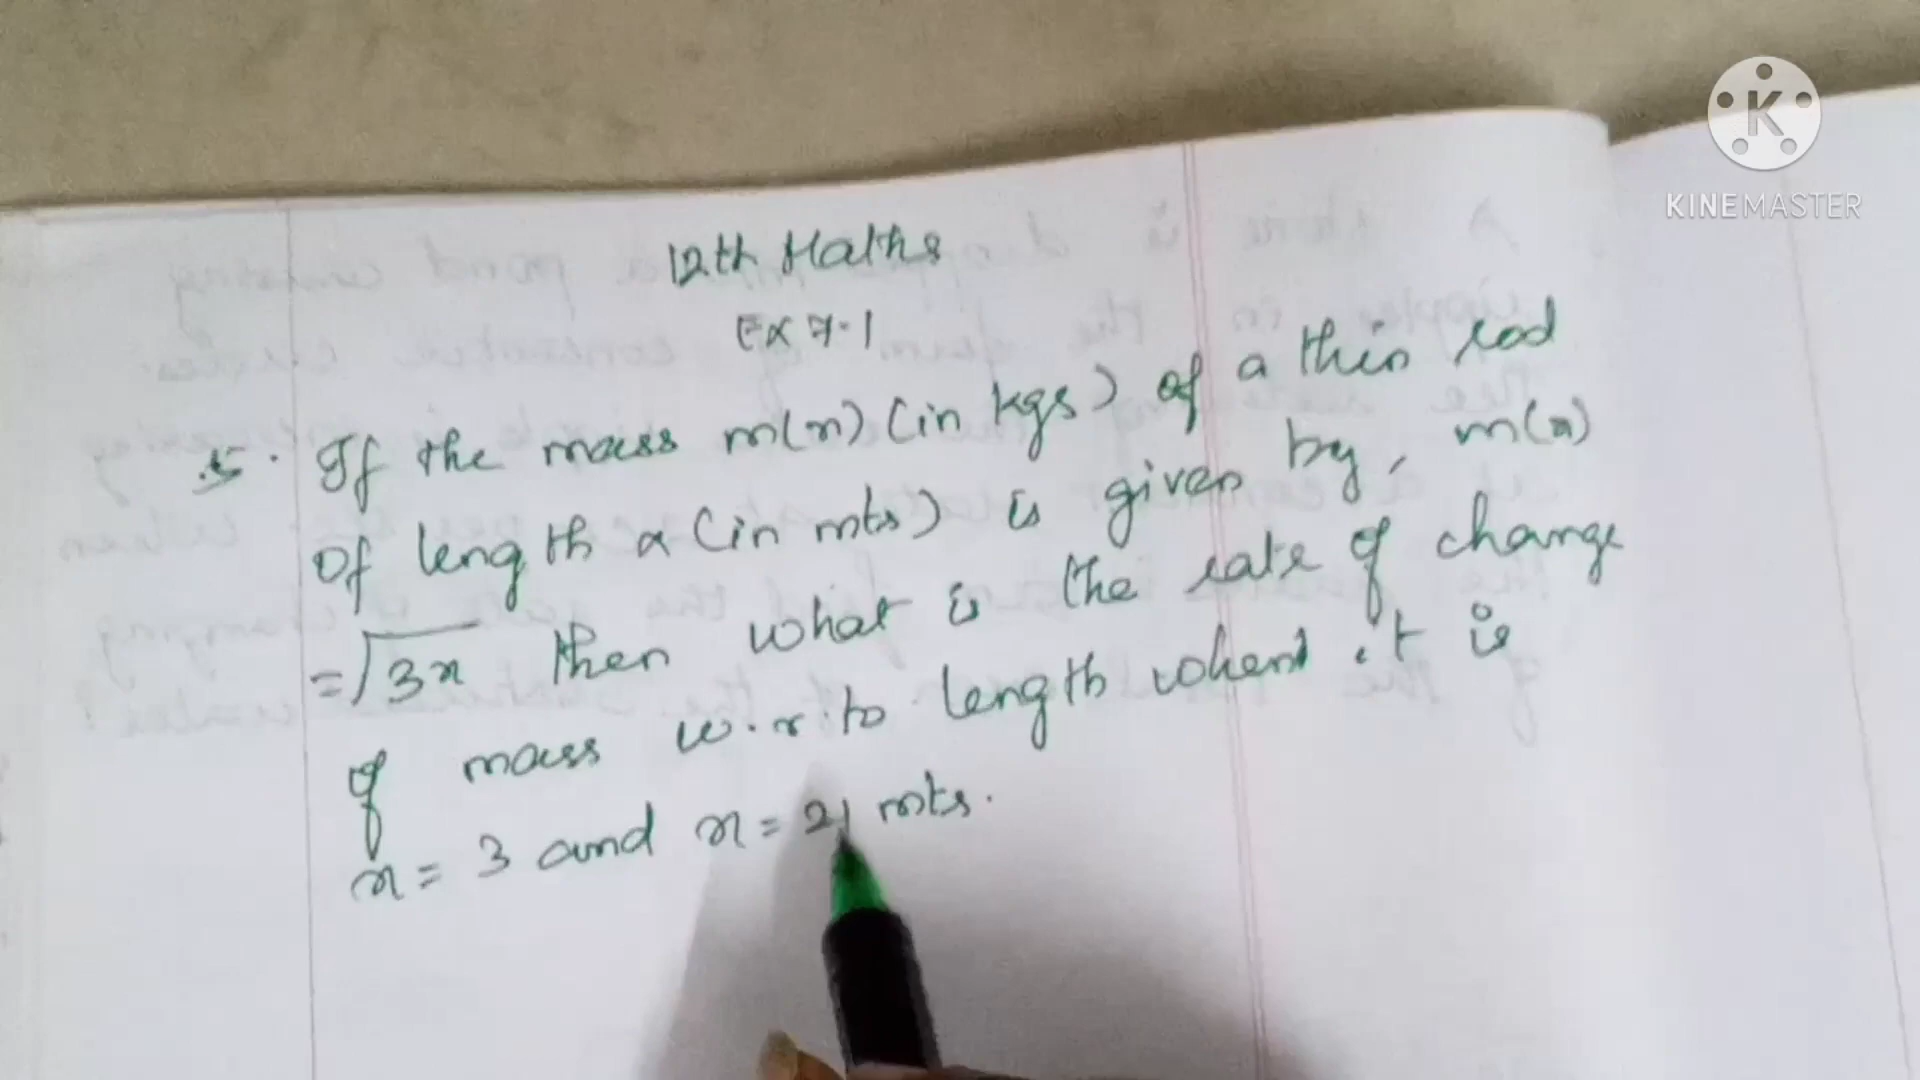 KINEMASTER
12th Maths
EX 7.1
5. If the mass m(x) (in kgs) of a thin rod
of length x (in mts) is given by, m(x)
= √3x then what is the rate of change
of mass w.r.to length when it is
x = 3 and x = 21 mts.